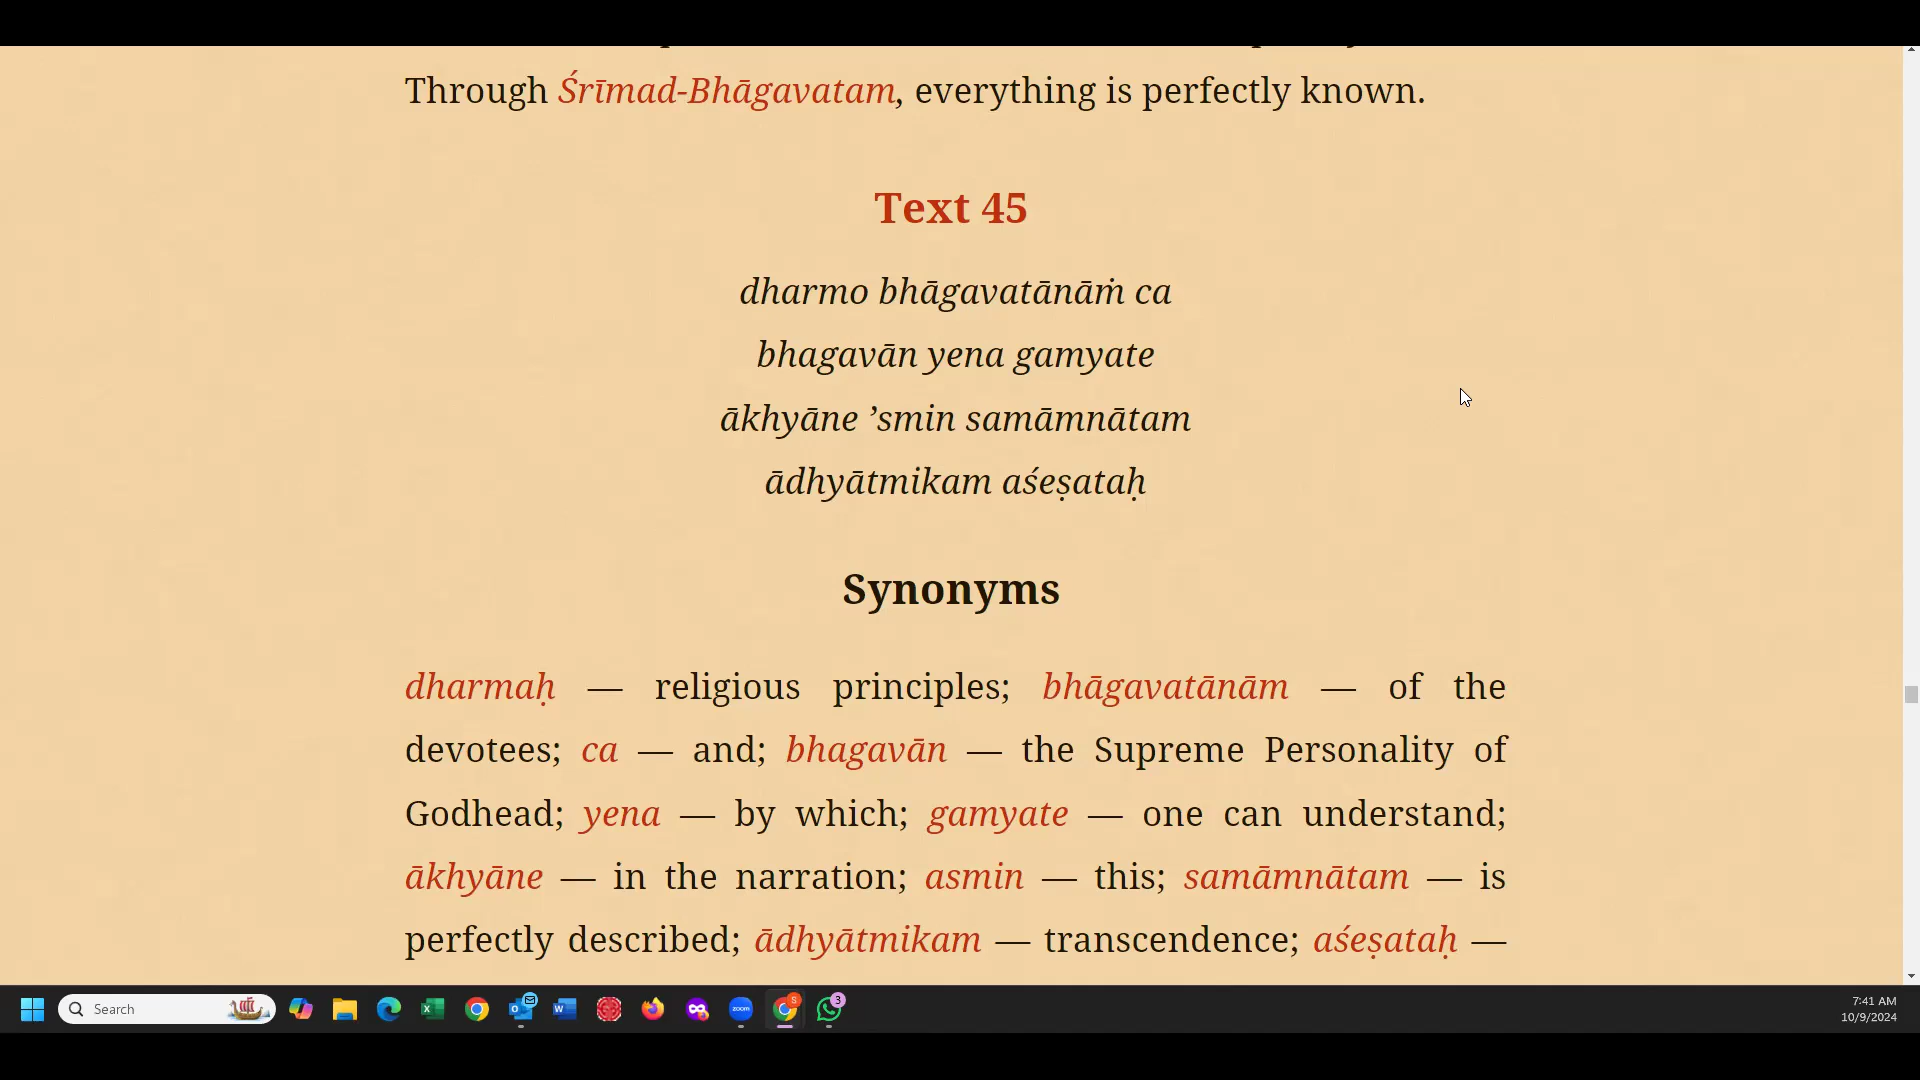 Through Śrīmad-Bhāgavatam, everything is perfectly known.
Text 45
dharmo bhāgavatānāṁ ca
bhagavān yena gamyate
ākhyāne ’smin samāmnātam
ādhyātmikam aśeṣataḥ
Synonyms
dharmaḥ — religious principles; bhāgavatānām — of the
devotees; ca — and; bhagavān — the Supreme Personality of
Godhead; yena — by which; gamyate — one can understand;
ākhyāne — in the narration; asmin — this; samāmnātam — is
perfectly described; ādhyātmikam — transcendence; aśeṣataḥ —
Search
zoom
S
3
7:41 AM
10/9/2024